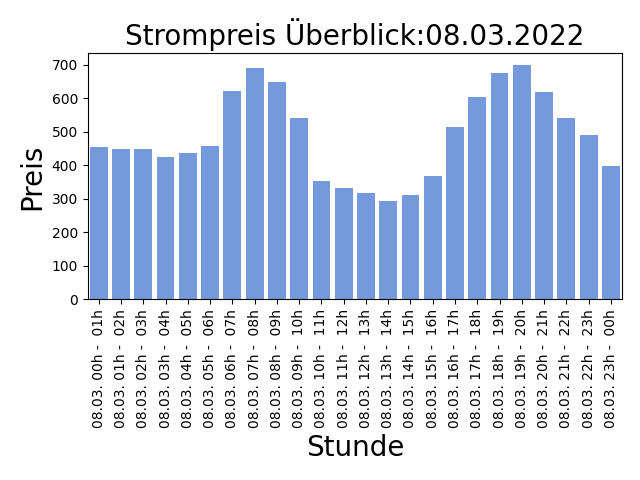 Strompreis Überblick:08.03.2022
Preis
700
600
500
400
300
200
100
0
08.03. 00h - 01h
08.03. 01h - 02h
08.03. 02h - 03h
08.03. 03h - 04h
08.03. 04h - 05h
08.03. 05h - 06h
08.03. 06h - 07h
08.03. 07h - 08h
08.03. 08h - 09h
08.03. 09h - 10h
08.03. 10h - 11h
08.03. 11h - 12h
08.03. 12h - 13h
08.03. 13h - 14h
08.03. 14h - 15h
08.03. 15h - 16h
08.03. 16h - 17h
08.03. 17h - 18h
08.03. 18h - 19h
08.03. 19h - 20h
08.03. 20h - 21h
08.03. 21h - 22h
08.03. 22h - 23h
08.03. 23h - 00h
Stunde